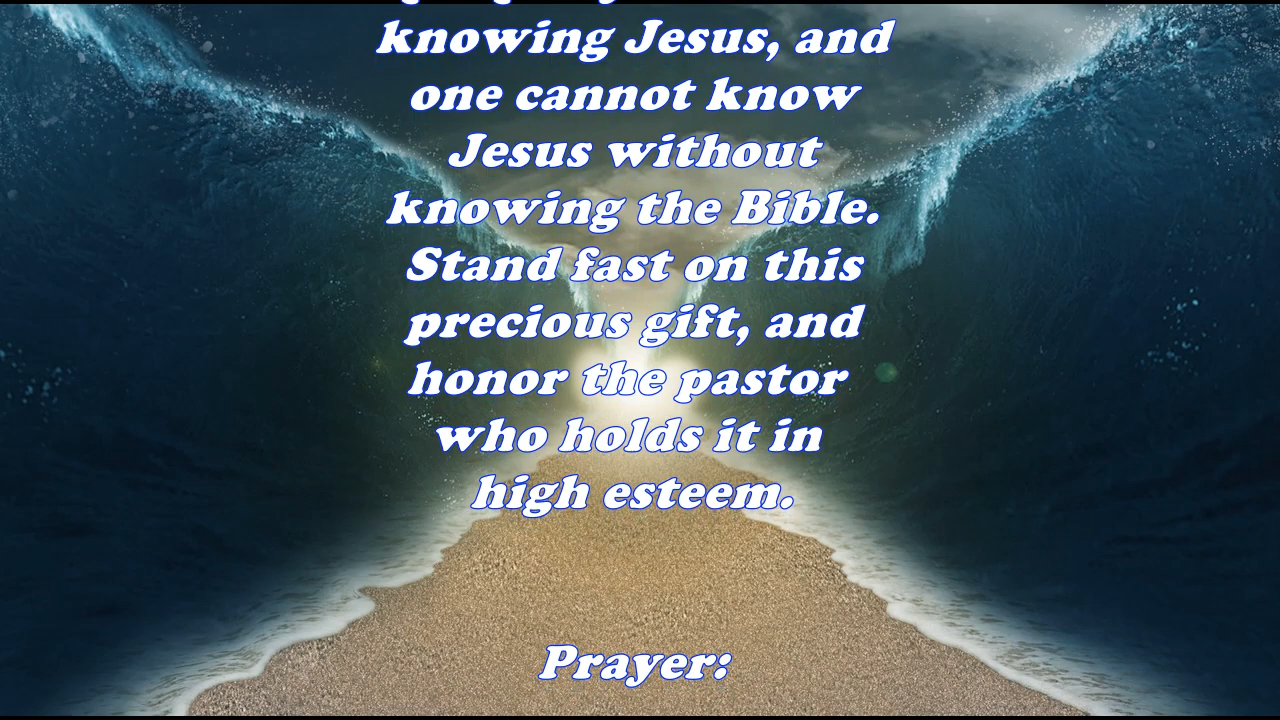 knowing Jesus, and
one cannot know
Jesus without
knowing the Bible.
Stand fast on this
precious gift, and
honor the pastor
who holds it in
high esteem.
Prayer: